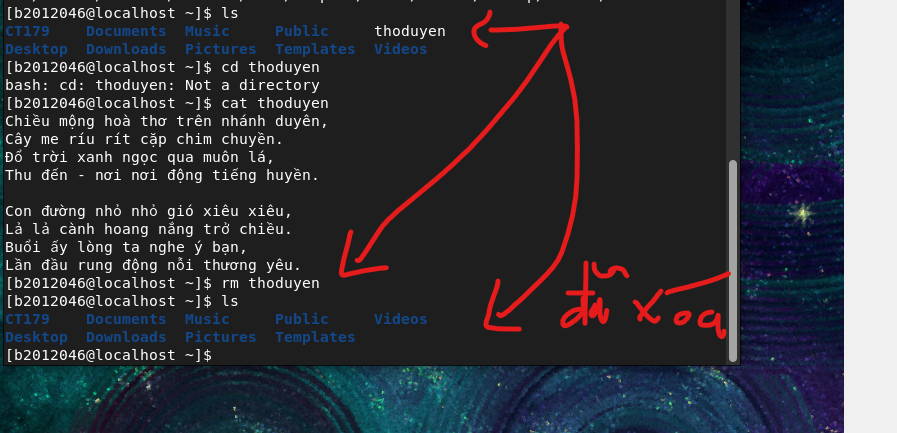 [b2012046@localhost ~]$ ls
CT179 Documents Music Public thoduyen
Desktop Downloads Pictures Templates Videos
[b2012046@localhost ~]$ cd thoduyen
bash: cd: thoduyen: Not a directory
[b2012046@localhost ~]$ cat thoduyen
Chiều mộng hoà thơ trên nhánh duyên,
Cây me ríu rít cặp chim chuyền.
Đổ trời xanh ngọc qua muôn lá,
Thu đến - nơi nơi động tiếng huyền.
Con đường nhỏ nhỏ gió xiêu xiêu,
Lả lả cành hoang nắng trở chiều.
Buổi ấy lòng ta nghe ý bạn,
Lần đầu rung động nỗi thương yêu.
[b2012046@localhost ~]$ rm thoduyen
[b2012046@localhost ~]$ ls
CT179 Documents Music Public Videos
Desktop Downloads Pictures Templates
[b2012046@localhost ~]$
đã xoá